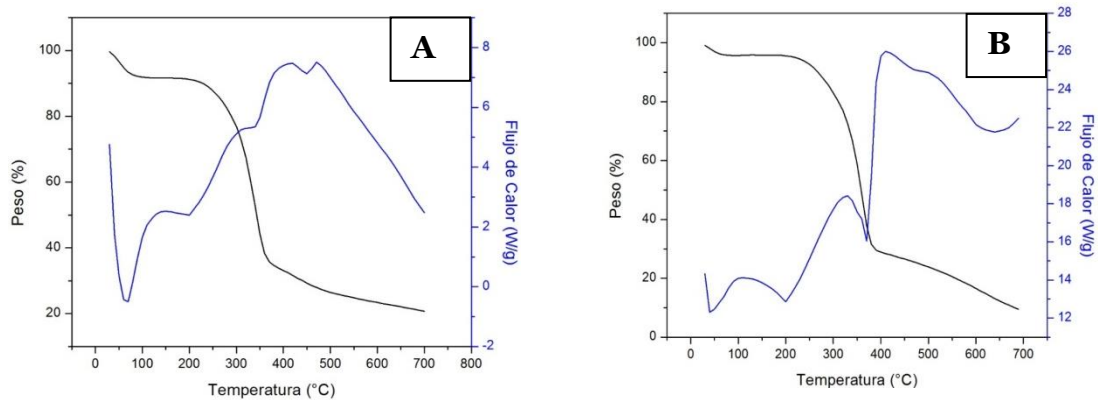 A
100
80
60
40
20
Peso (%)
8
6
4
2
0
-2
Flujo de Calor (W/g)
0 100 200 300 400 500 600 700 800
Temperatura (°C)
B
100
80
60
40
20
0
Peso (%)
28
26
24
22
20
18
16
14
12
Flujo de Calor (W/g)
0 100 200 300 400 500 600 700
Temperatura (°C)